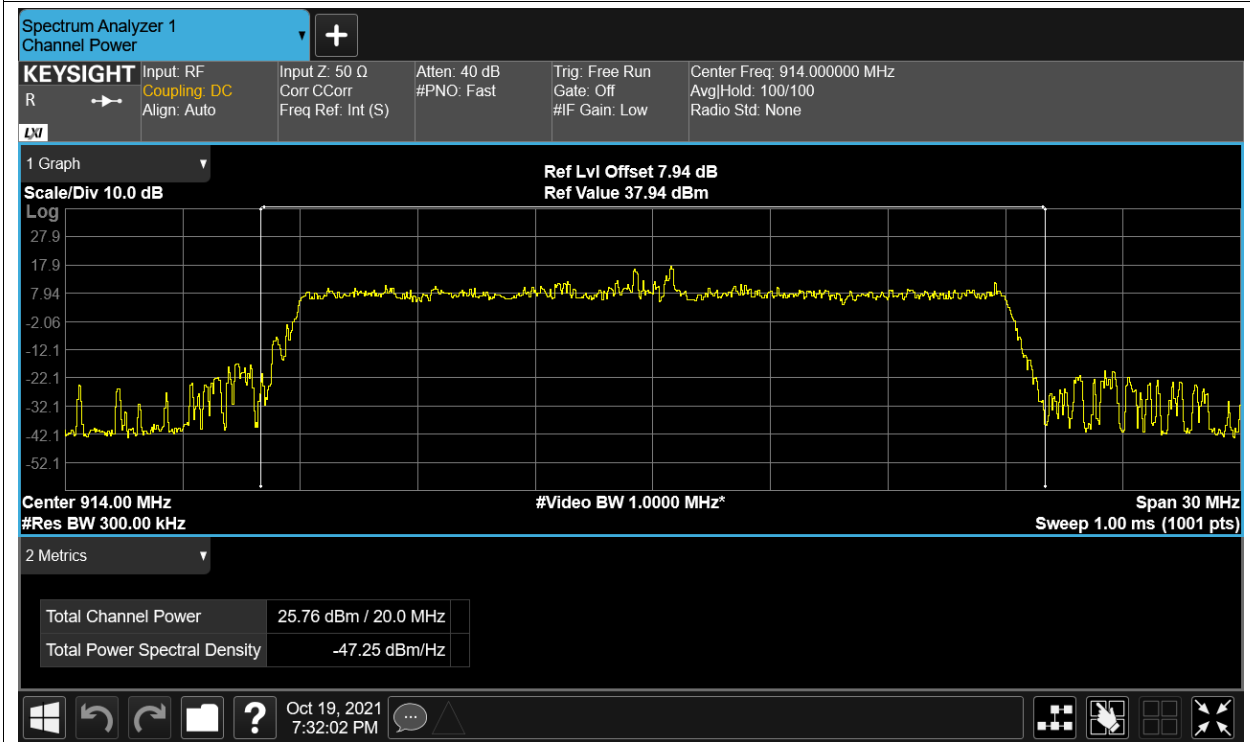 Spectrum Analyzer 1
Channel Power
KEYSIGHT
R
LXI
Input: RF
Coupling: DC
Align: Auto
Input Z: 50 Ω
Corr CCorr
Freq Ref: Int (S)
Atten: 40 dB
#PNO: Fast
Trig: Free Run
Gate: Off
#IF Gain: Low
Center Freq: 914.000000 MHz
Avg|Hold: 100/100
Radio Std: None
1 Graph
Scale/Div 10.0 dB
Ref Lvl Offset 7.94 dB
Ref Value 37.94 dBm
Log
27.9
17.9
7.94
-2.06
-12.1
-22.1
-32.1
-42.1
-52.1
Center 914.00 MHz
#Res BW 300.00 kHz
#Video BW 1.0000 MHz*
Span 30 MHz
Sweep 1.00 ms (1001 pts)
2 Metrics
Total Channel Power 25.76 dBm / 20.0 MHz
Total Power Spectral Density -47.25 dBm/Hz
?
Oct 19, 2021
7:32:02 PM